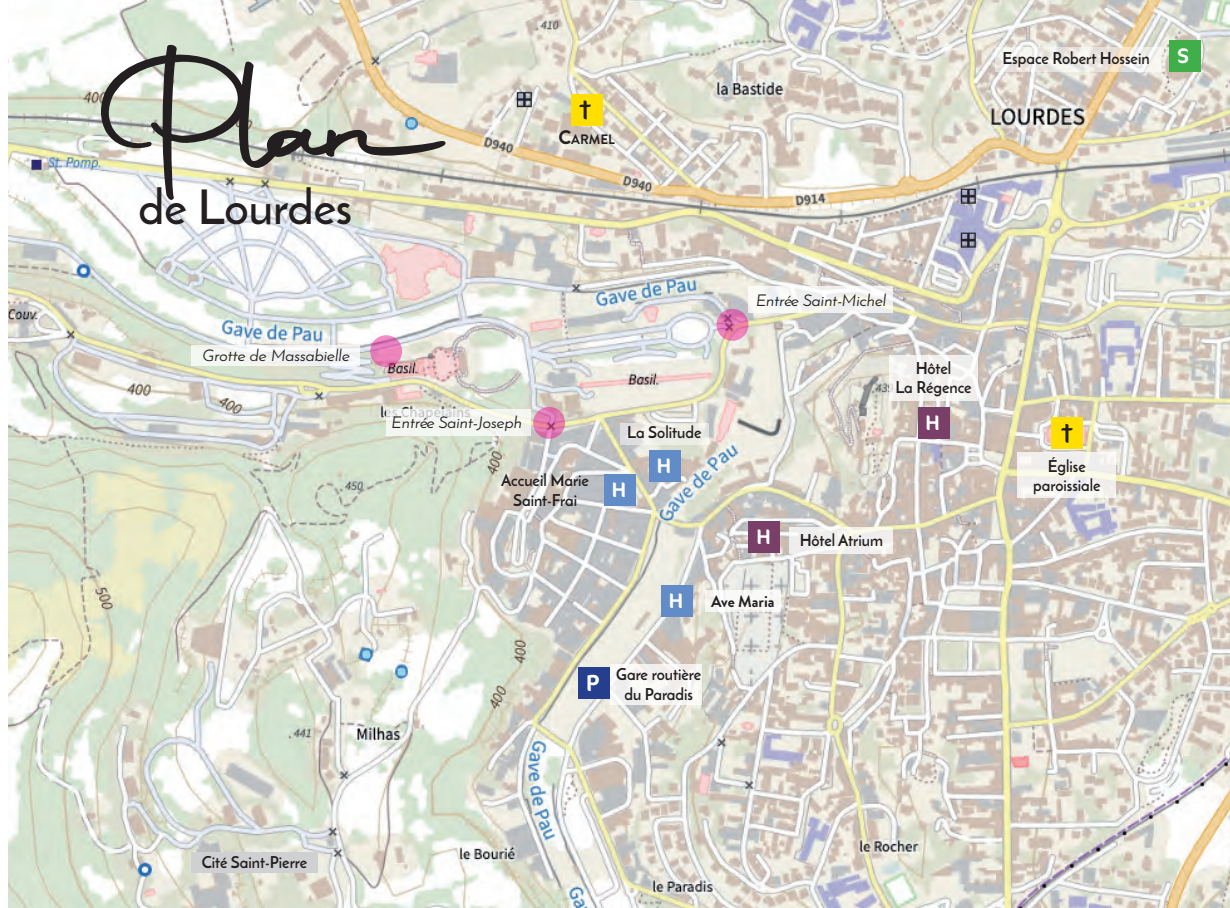 Plan
de Lourdes
410
400
Espace Robert Hossein
S
la Bastide
LOURDES
†
CARMEL
D940
St. Pomp.
D940
D914
Gave de Pau
Entrée Saint-Michel
Gave de Pau
Couv.
Grotte de Massabielle
Basil.
Basil.
400
400
les Chapelains
Entrée Saint-Joseph
Hôtel
La Régence
H
La Solitude
H
†
Église
paroissiale
Gave de Pau
400
450
Accueil Marie
Saint-Frai
H
H
Hôtel Atrium
500
H
Ave Maria
400
P
Gare routière
du Paradis
400
441
Milhas
Gave de Pau
Cité Saint-Pierre
le Bourié
le Rocher
le Paradis